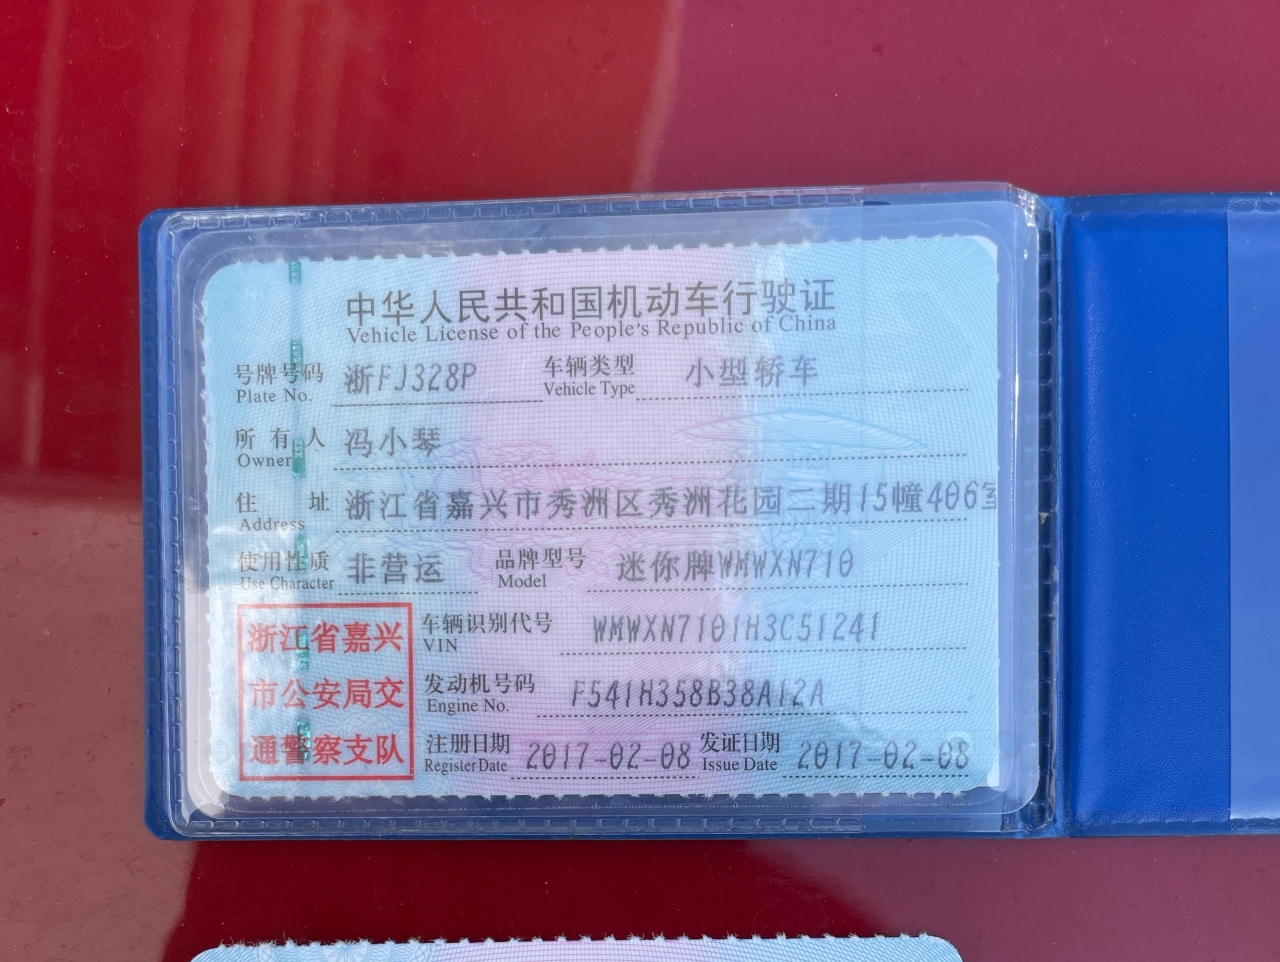 中华人民共和国机动车行驶证
Vehicle License of the People's Republic of China
号牌号码 浙FJ328P 车辆类型 小型轿车
Plate No. Vehicle Type
所有人 冯小琴
Owner
住址 浙江省嘉兴市秀洲区秀洲花园二期15幢406室
Address
使用性质 非营运 品牌型号 迷你牌WMWXN710
Use Character Model
浙江省嘉兴
市公安局交
通警察支队
车辆识别代号 WMWXN7101H3C51241
VIN
发动机号码 F541H358B38A12A
Engine No.
注册日期 2017-02-08 发证日期 2017-02-08
Register Date Issue Date